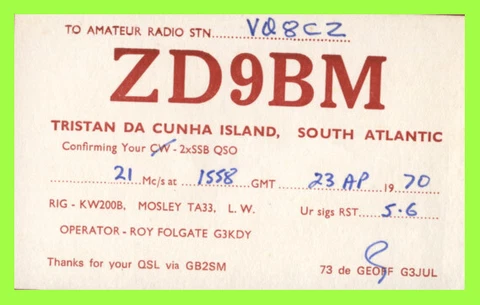 TO AMATEUR RADIO STN. VQ8CZ
ZD9BM
TRISTAN DA CUNHA ISLAND, SOUTH ATLANTIC
Confirming Your CW - 2xSSB QSO
21 Mc/s at 1558 GMT 23 AP 1970
RIG - KW200B, MOSLEY TA33, L. W. Ur sigs RST 5-6
OPERATOR - ROY FOLGATE G3KDY
Thanks for your QSL via GB2SM 73 de GEOFF G3JUL